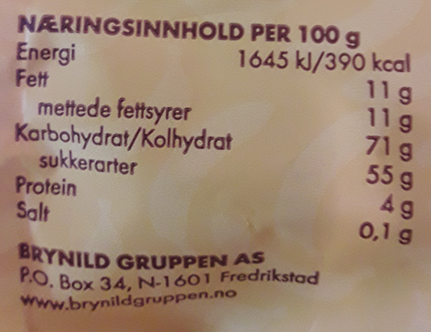 NÆRINGSINNHOLD PER 100 g
Energi 1645 kJ/390 kcal
Fett 11 g
mettede fettsyrer 11 g
Karbohydrat/Kolhydrat 71 g
sukkerarter 55 g
Protein 4 g
Salt 0,1 g
BRYNILD GRUPPEN AS
P.O. Box 34, N-1601 Fredrikstad
www.brynildgruppen.no